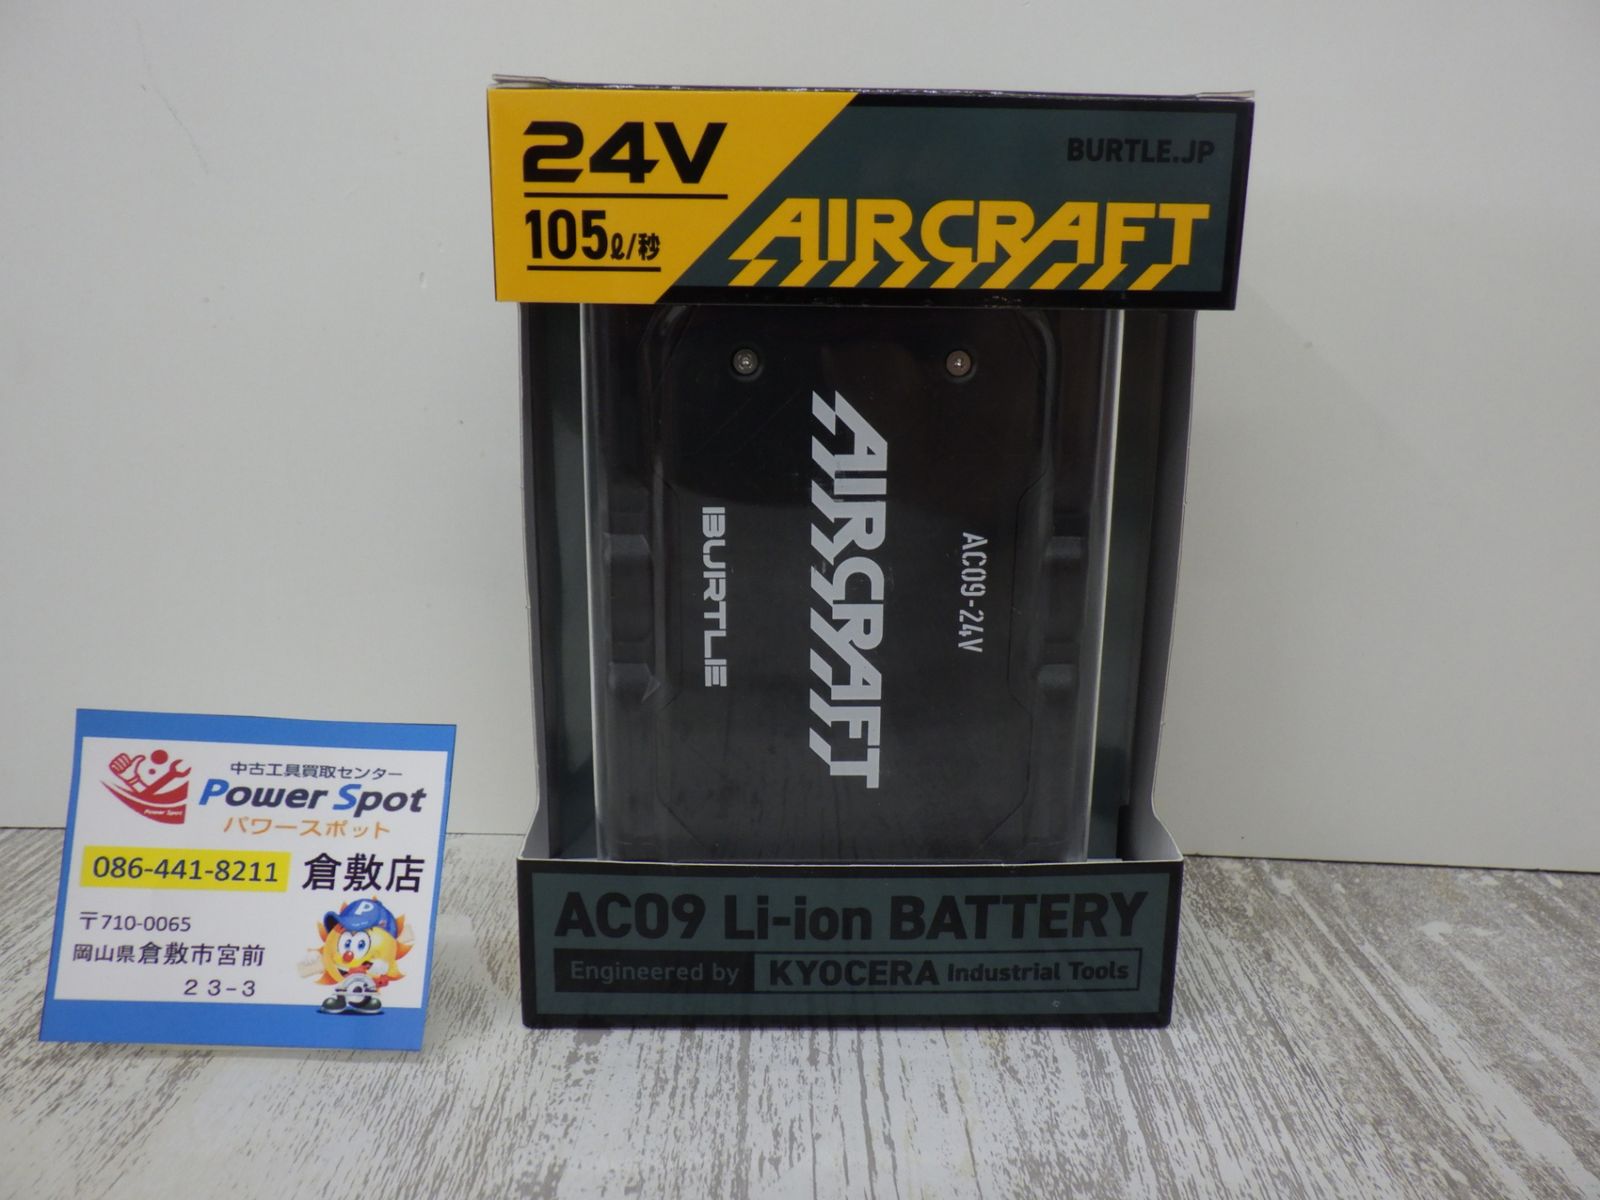 24V
105ℓ/秒
BURTLE.JP
AIRCRAFT
AC09-24V
AIRCRAFT
BURTLE
AC09 Li-ion BATTERY
Engineered by KYOCERA Industrial Tools
中古工具買取センター
Power Spot
Power Spot
パワースポット
086-441-8211 倉敷店
〒710-0065
岡山県倉敷市宮前
２３-３
P